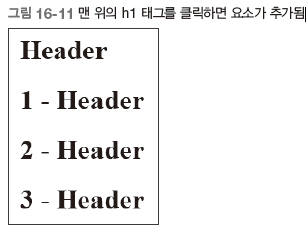 그림 16-11 맨 위의 h1 태그를 클릭하면 요소가 추가됨
Header
1 - Header
2 - Header
3 - Header